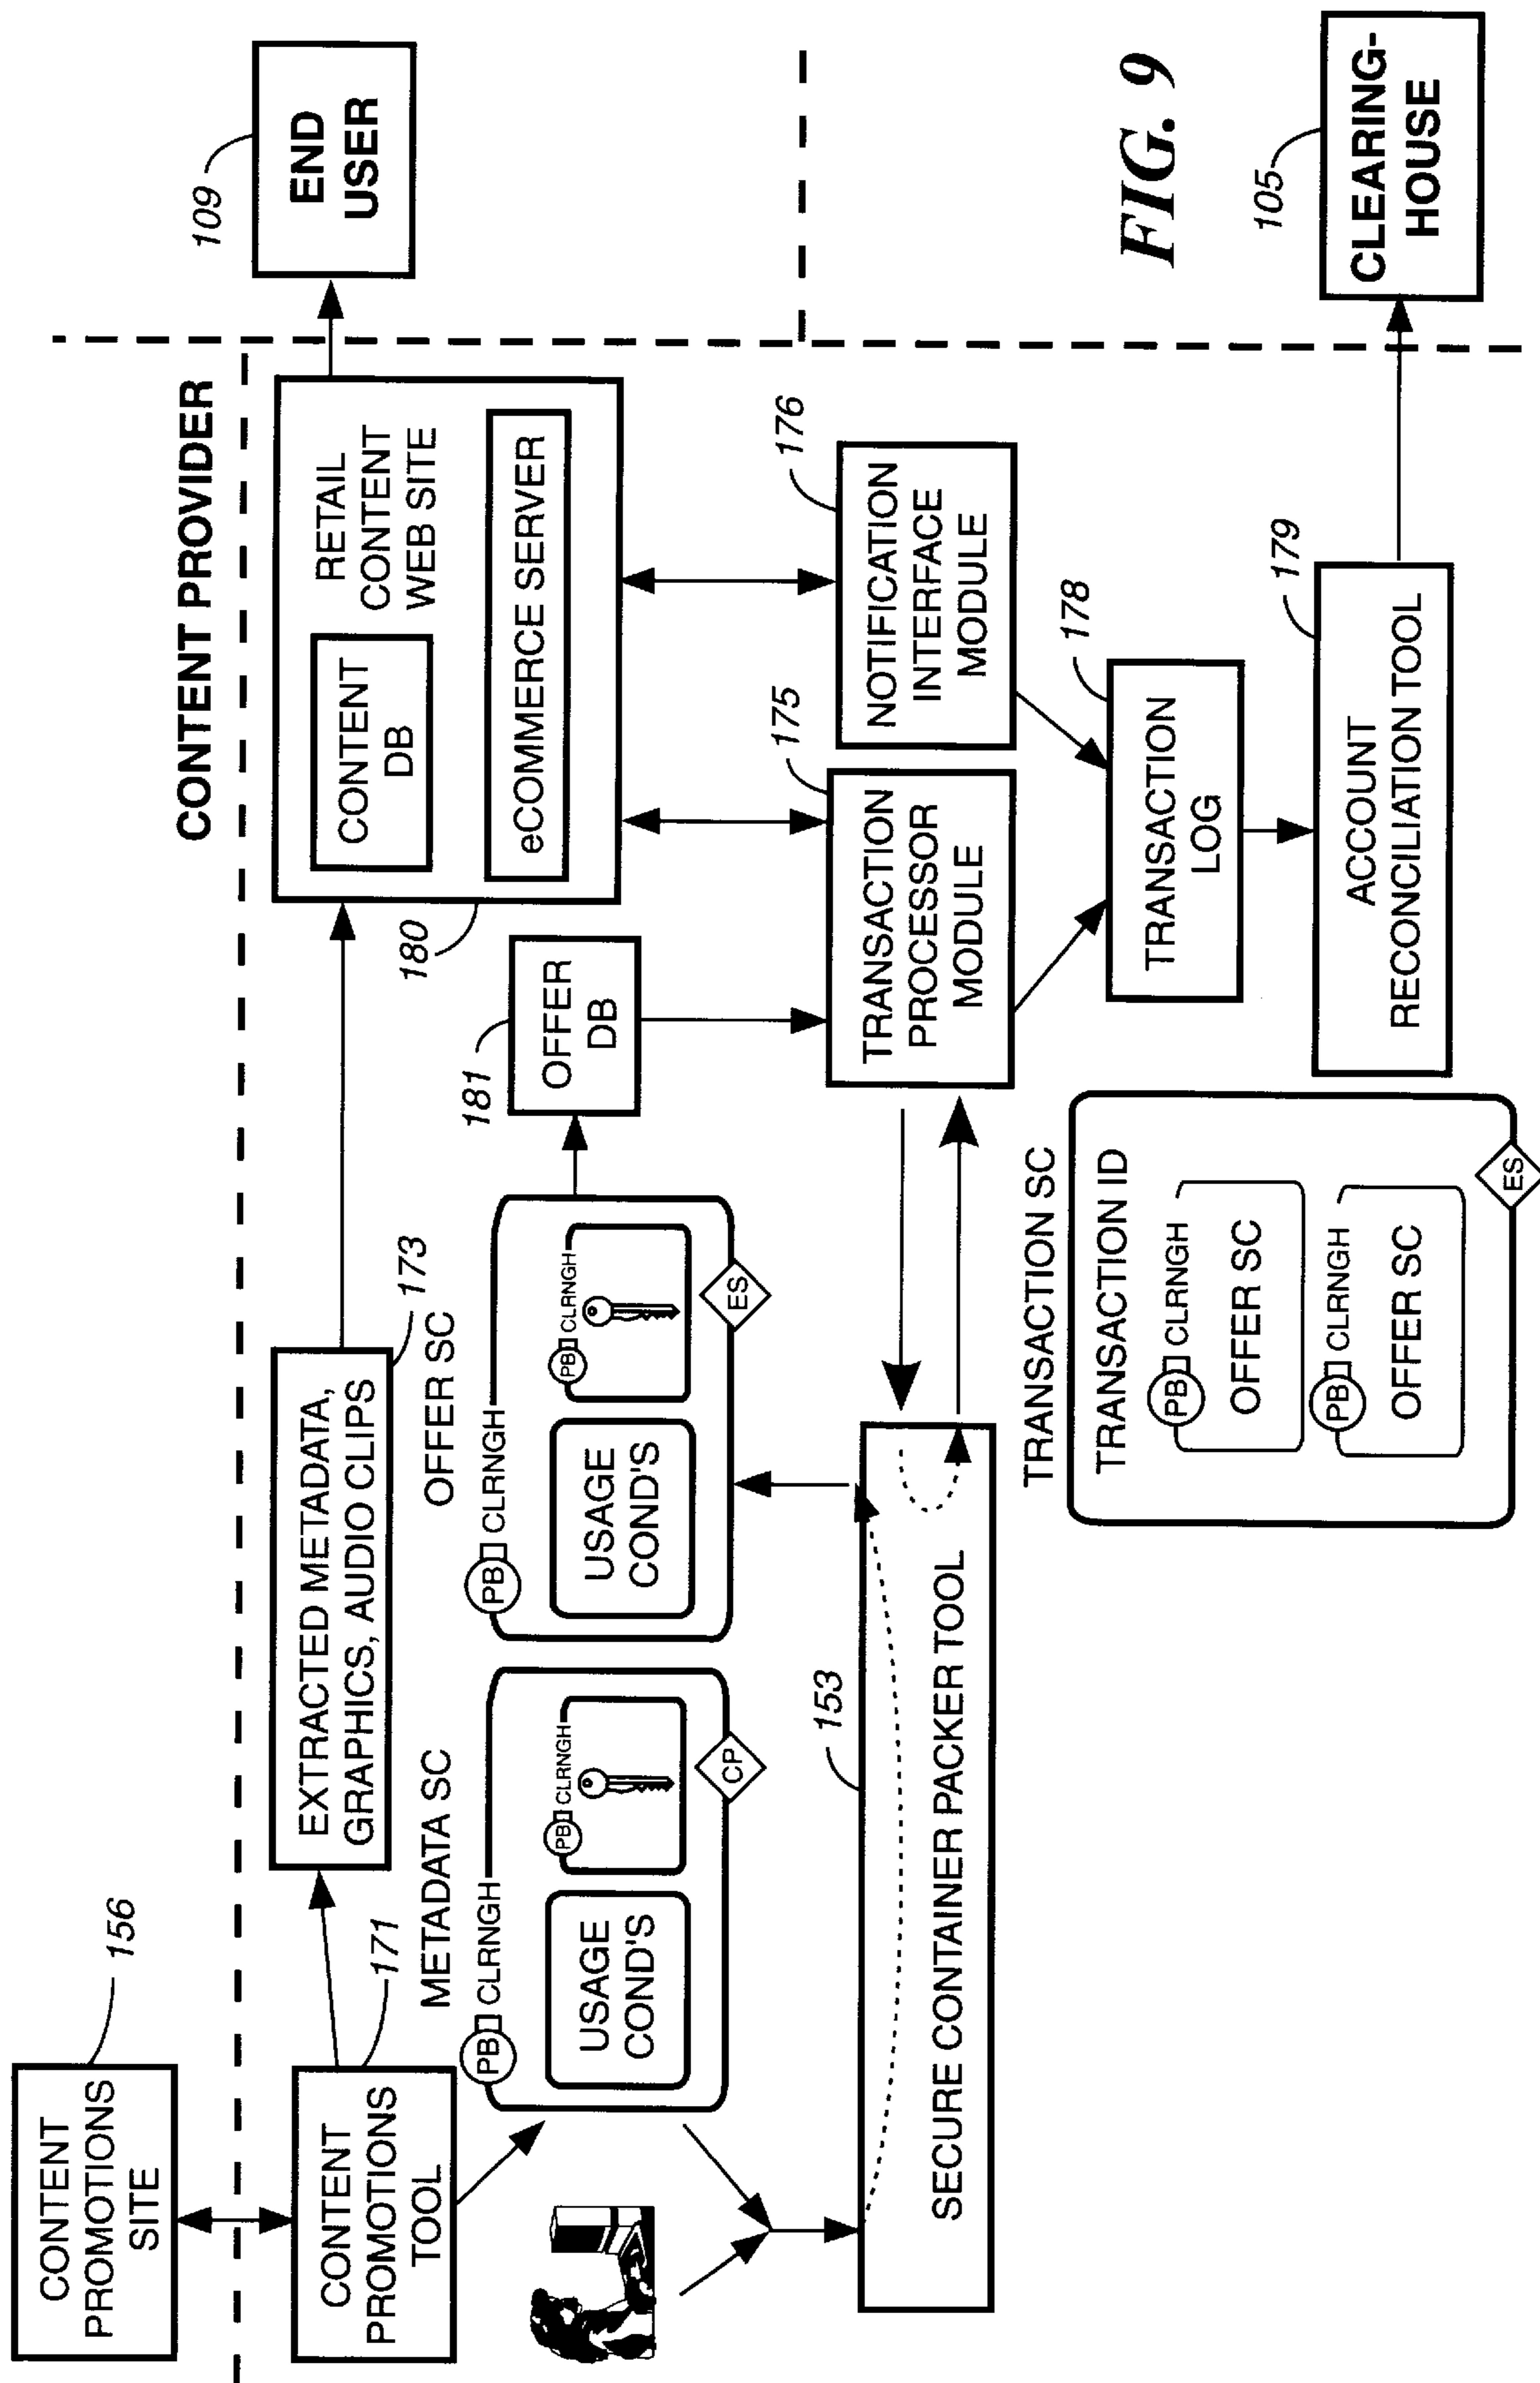 CONTENT
PROMOTIONS
SITE
156
CONTENT PROVIDER
109
END
USER
CONTENT
PROMOTIONS
TOOL
171
EXTRACTED METADATA,
GRAPHICS, AUDIO CLIPS
173
RETAIL
CONTENT
WEB SITE
CONTENT
DB
eCOMMERCE SERVER
180
METADATA SC
PB CLRNGH
USAGE
COND'S
PB CLRNGH
CP
OFFER SC
PB CLRNGH
USAGE
COND'S
PB CLRNGH
ES
181
OFFER
DB
153
SECURE CONTAINER PACKER TOOL
175
TRANSACTION
PROCESSOR
MODULE
176
NOTIFICATION
INTERFACE
MODULE
178
TRANSACTION
LOG
TRANSACTION SC
TRANSACTION ID
PB CLRNGH
OFFER SC
PB CLRNGH
OFFER SC
ES
179
ACCOUNT
RECONCILIATION TOOL
FIG. 9
105
CLEARING-
HOUSE